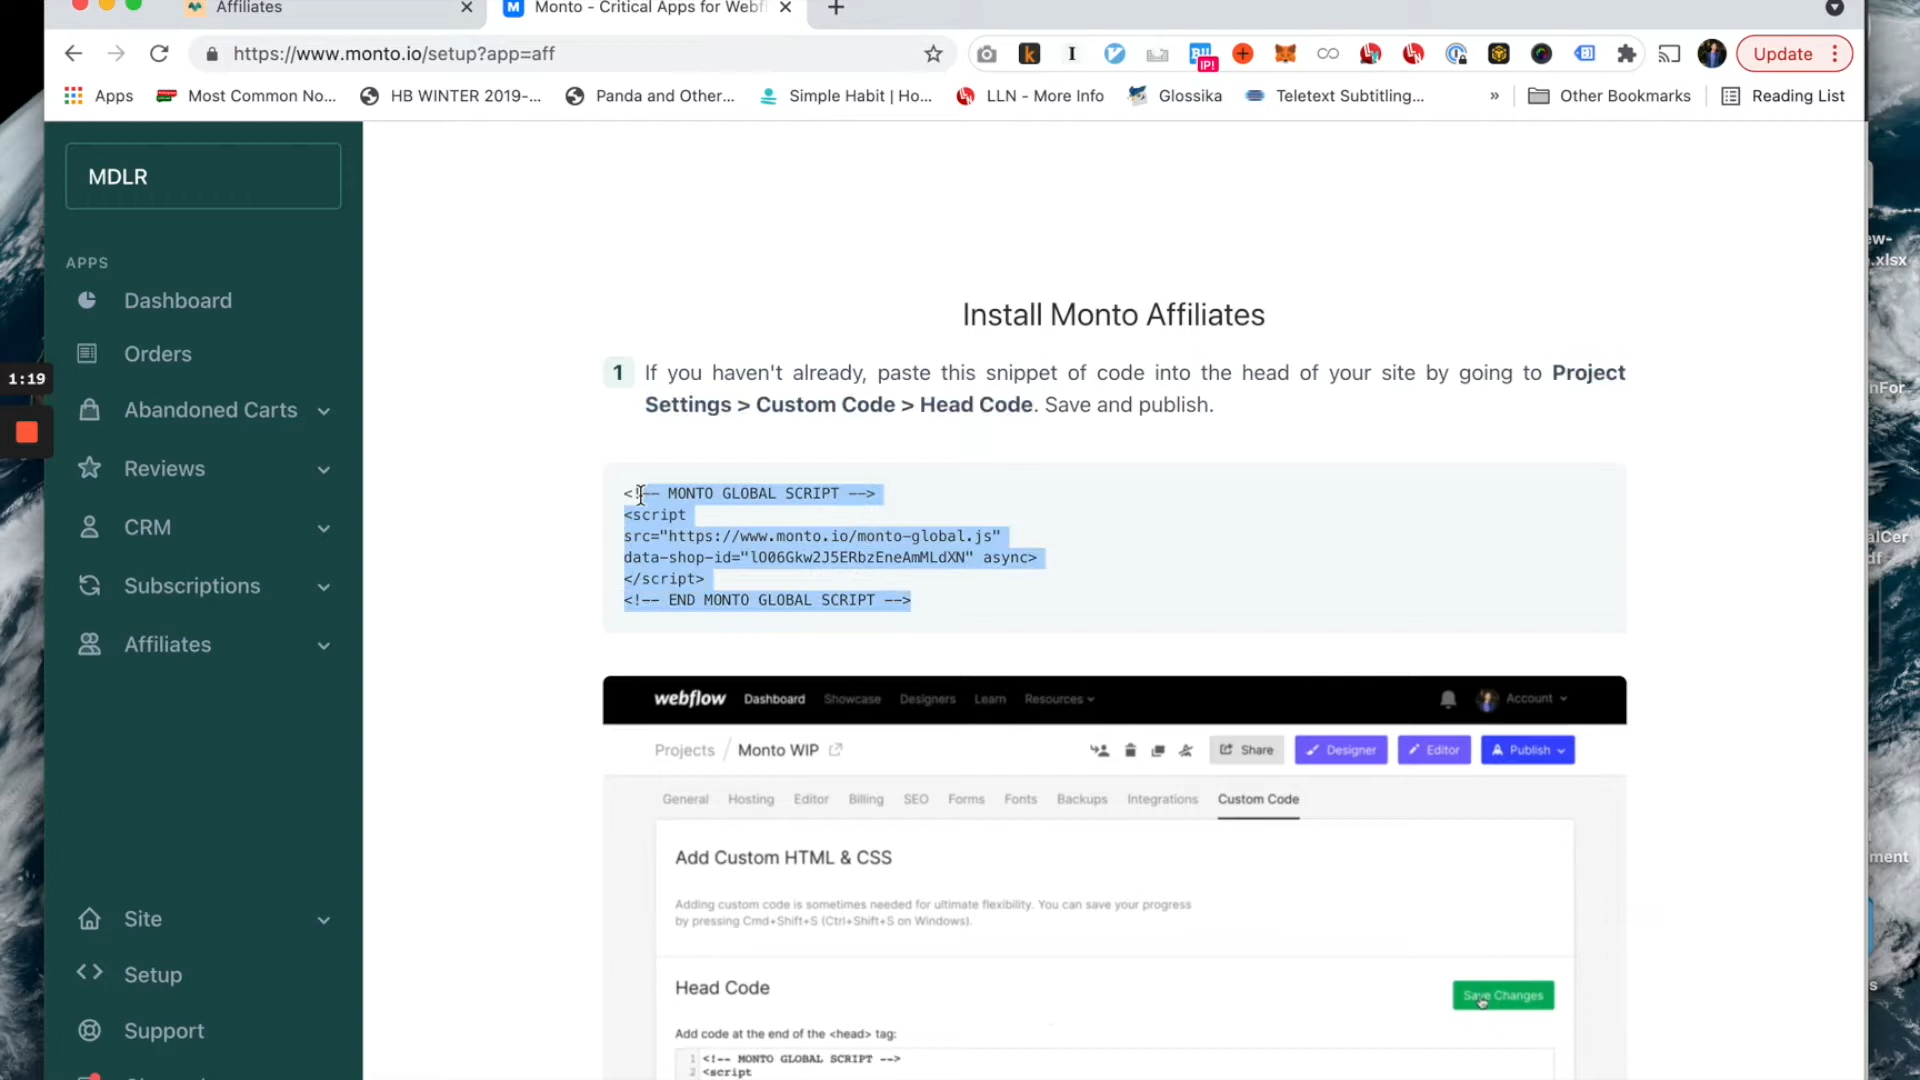 Affiliates
Monto - Critical Apps for Webfl
https://www.monto.io/setup?app=aff
IP!
Update
Apps
Most Common No...
HB WINTER 2019-...
Panda and Other...
Simple Habit | Ho...
LLN - More Info
Glossika
Teletext Subtitling...
»
Other Bookmarks
Reading List
MDLR
APPS
Dashboard
Orders
1:19
Abandoned Carts
Reviews
CRM
Subscriptions
Affiliates
Site
Setup
Support
Install Monto Affiliates
1 If you haven't already, paste this snippet of code into the head of your site by going to Project
Settings > Custom Code > Head Code. Save and publish.
<!-- MONTO GLOBAL SCRIPT -->
<script
src="https://www.monto.io/monto-global.js"
data-shop-id="lO06Gkw2J5ERbzEneAmMLdXN" async>
</script>
<!-- END MONTO GLOBAL SCRIPT -->
webflow Dashboard Showcase Designers Learn Resources Account
Projects / Monto WIP Share Designer Editor Publish
General Hosting Editor Billing SEO Forms Fonts Backups Integrations Custom Code
Add Custom HTML & CSS
Adding custom code is sometimes needed for ultimate flexibility. You can save your progress
by pressing Cmd+Shift+S (Ctrl+Shift+S on Windows).
Head Code
Save Changes
Add code at the end of the <head> tag:
1 <!-- MONTO GLOBAL SCRIPT -->
2 <script
.xlsx